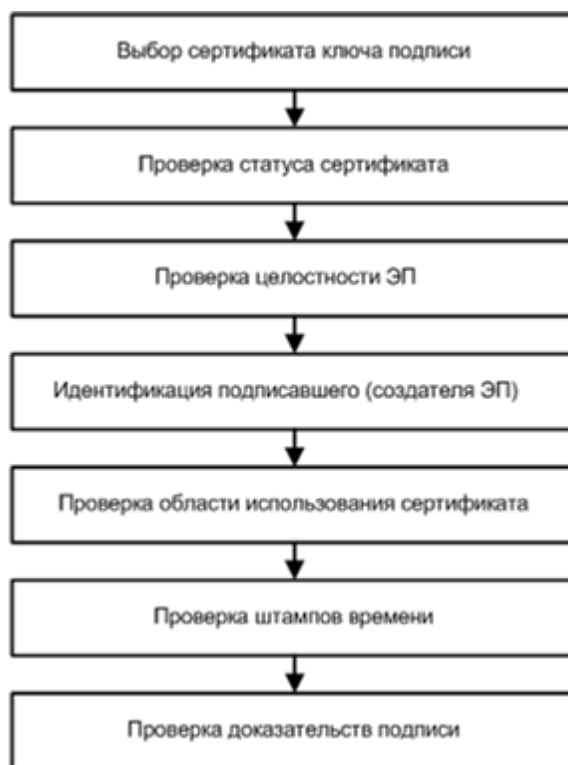 Выбор сертификата ключа подписи
Проверка статуса сертификата
Проверка целостности ЭП
Идентификация подписавшего (создателя ЭП)
Проверка области использования сертификата
Проверка штампов времени
Проверка доказательств подписи